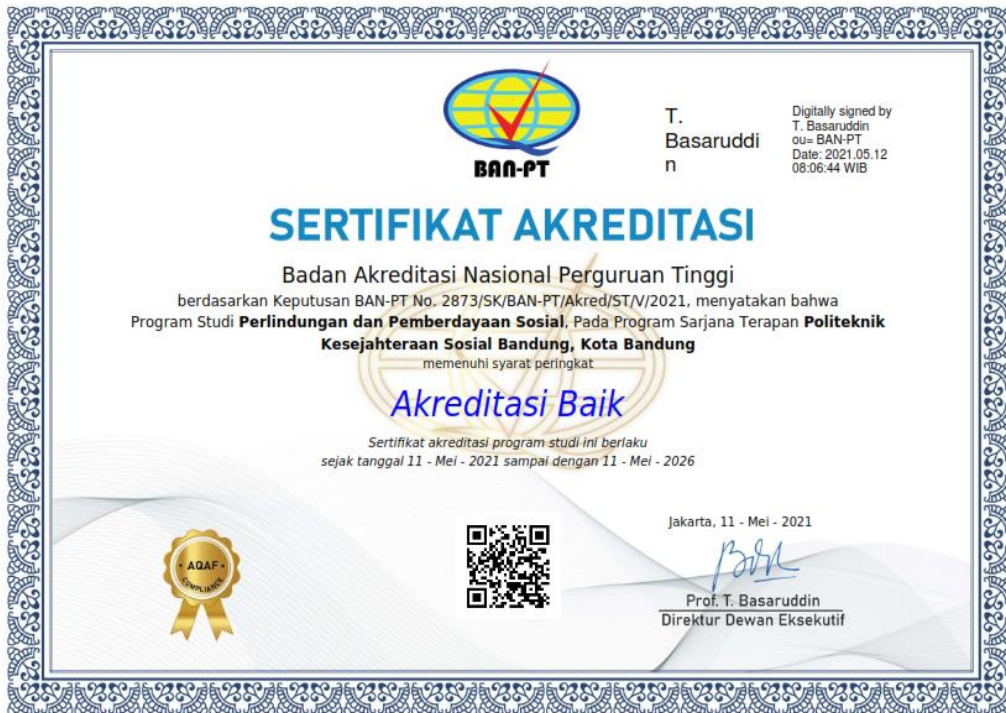 BAN-PT
T.
Basaruddi
n
Digitally signed by
T. Basaruddin
ou= BAN-PT
Date: 2021.05.12
08:06:44 WIB
SERTIFIKAT AKREDITASI
Badan Akreditasi Nasional Perguruan Tinggi
berdasarkan Keputusan BAN-PT No. 2873/SK/BAN-PT/Akred/ST/V/2021, menyatakan bahwa
Program Studi Perlindungan dan Pemberdayaan Sosial, Pada Program Sarjana Terapan Politeknik
Kesejahteraan Sosial Bandung, Kota Bandung
memenuhi syarat peringkat
Akreditasi Baik
Sertifikat akreditasi program studi ini berlaku
sejak tanggal 11 - Mei - 2021 sampai dengan 11 - Mei - 2026
AQAF
COMPLIANCE
Jakarta, 11 - Mei - 2021
Prof. T. Basaruddin
Direktur Dewan Eksekutif